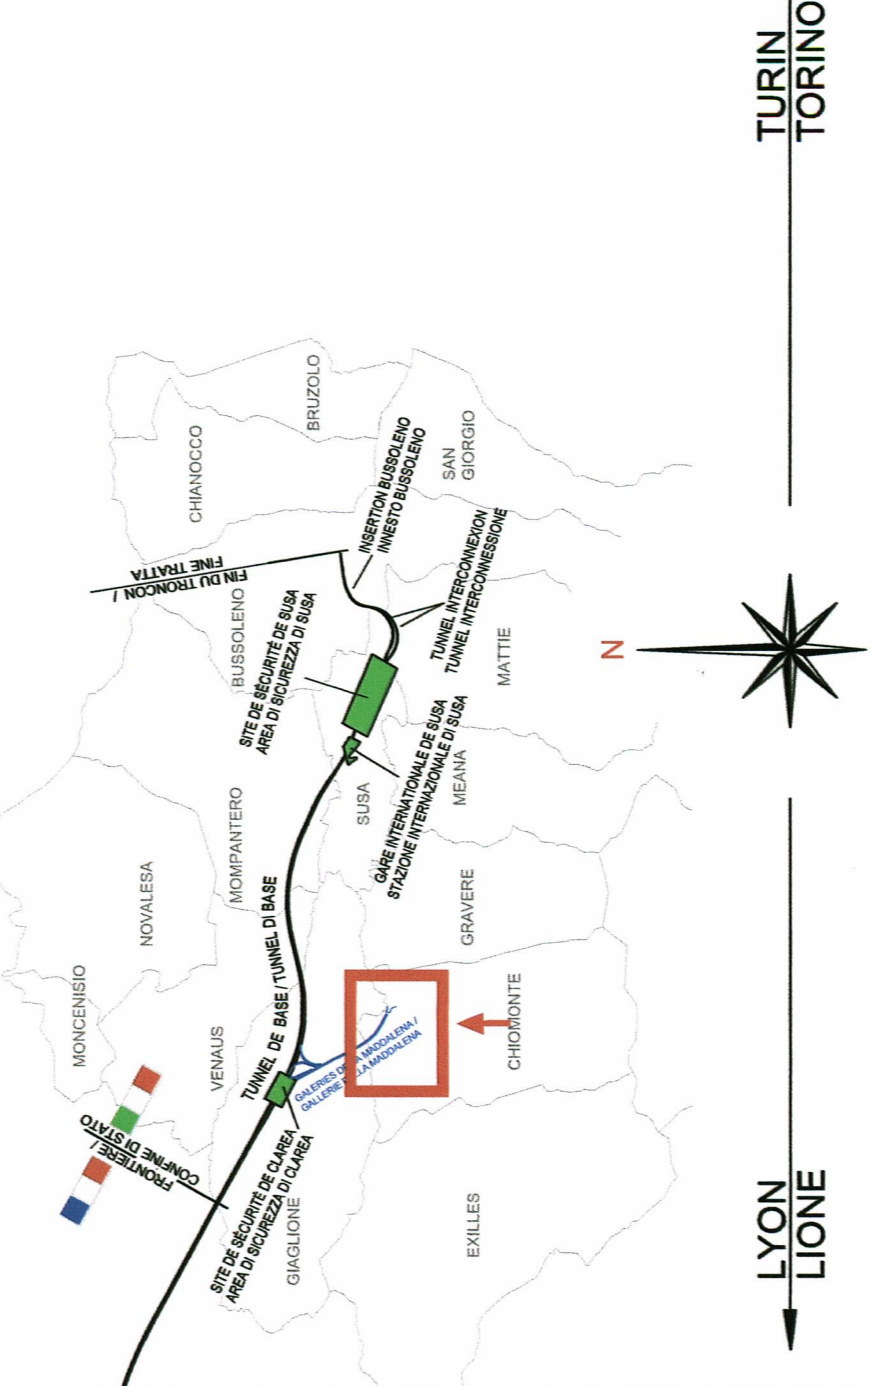 TURIN
TORINO
BRUZOLO
CHIANOCCO
SAN
GIORGIO
INSERTION BUSSOLENO
INNESTO BUSSOLENO
FIN DU TRONCON /
FINE TRATTA
TUNNEL INTERCONNEXION
TUNNEL INTERCONNESSIONE
BUSSOLENO
SITE DE SÉCURITÉ DE SUSA
AREA DI SICUREZZA DI SUSA
MATTIE
N
GARE INTERNATIONALE DE SUSA
STAZIONE INTERNAZIONALE DI SUSA
SUSA
MEANA
MOMPANTERO
NOVALESA
GRAVERE
TUNNEL DE BASE / TUNNEL DI BASE
MONCENISIO
VENAUS
CHIOMONTE
GALERIES DE LA MADDALENA /
GALLERIE DELLA MADDALENA
FRONTIERE /
CONFINE DI STATO
SITE DE SÉCURITÉ DE CLAREA
AREA DI SICUREZZA DI CLAREA
GIAGLIONE
EXILLES
LYON
LIONE